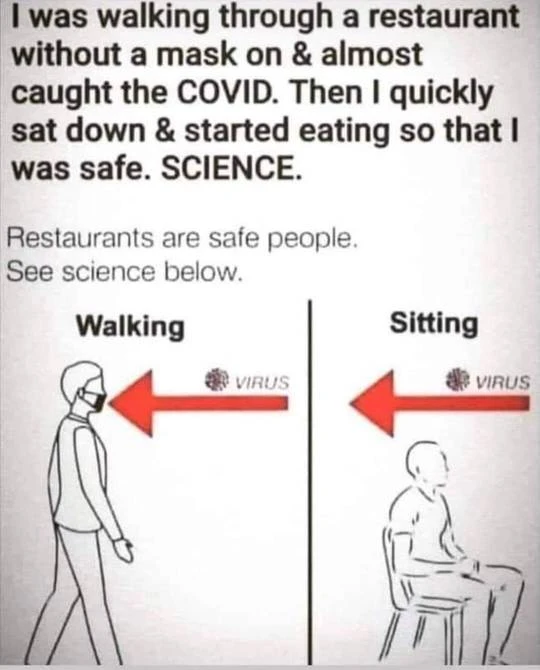 I was walking through a restaurant
without a mask on & almost
caught the COVID. Then I quickly
sat down & started eating so that I
was safe. SCIENCE.
Restaurants are safe people.
See science below.
Walking
Sitting
VIRUS
VIRUS